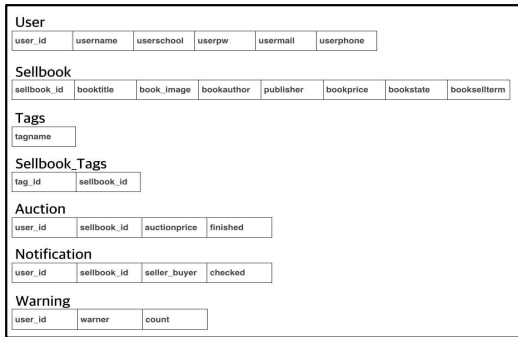 User
user_id username userschool userpw usermail userphone
Sellbook
sellbook_id booktitle book_image bookauthor publisher bookprice bookstate booksellterm
Tags
tagname
Sellbook_Tags
tag_id sellbook_id
Auction
user_id sellbook_id auctionprice finished
Notification
user_id sellbook_id seller_buyer checked
Warning
user_id warner count